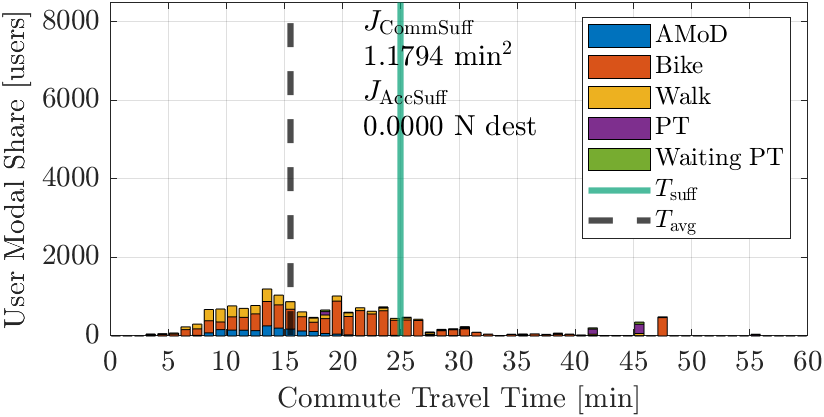 8000
6000
4000
2000
0
User Modal Share [users]
J_CommSuff
1.1794 min²
J_AccSuff
0.0000 N dest
AMoD
Bike
Walk
PT
Waiting PT
T_suff
T_avg
0 5 10 15 20 25 30 35 40 45 50 55 60
Commute Travel Time [min]